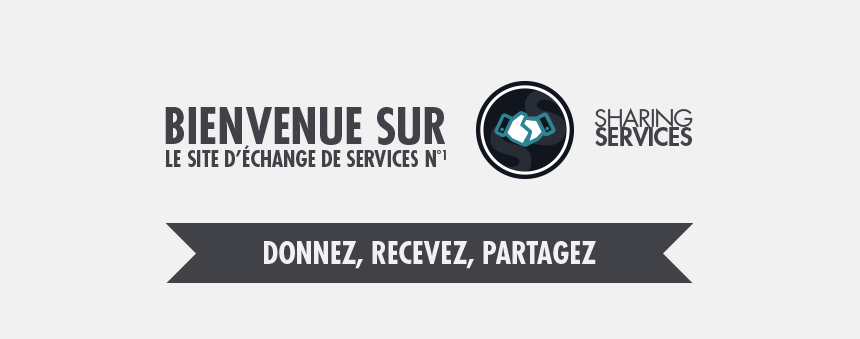 BIENVENUE SUR
LE SITE D'ÉCHANGE DE SERVICES N°1
SHARING
SERVICES
DONNEZ, RECEVEZ, PARTAGEZ